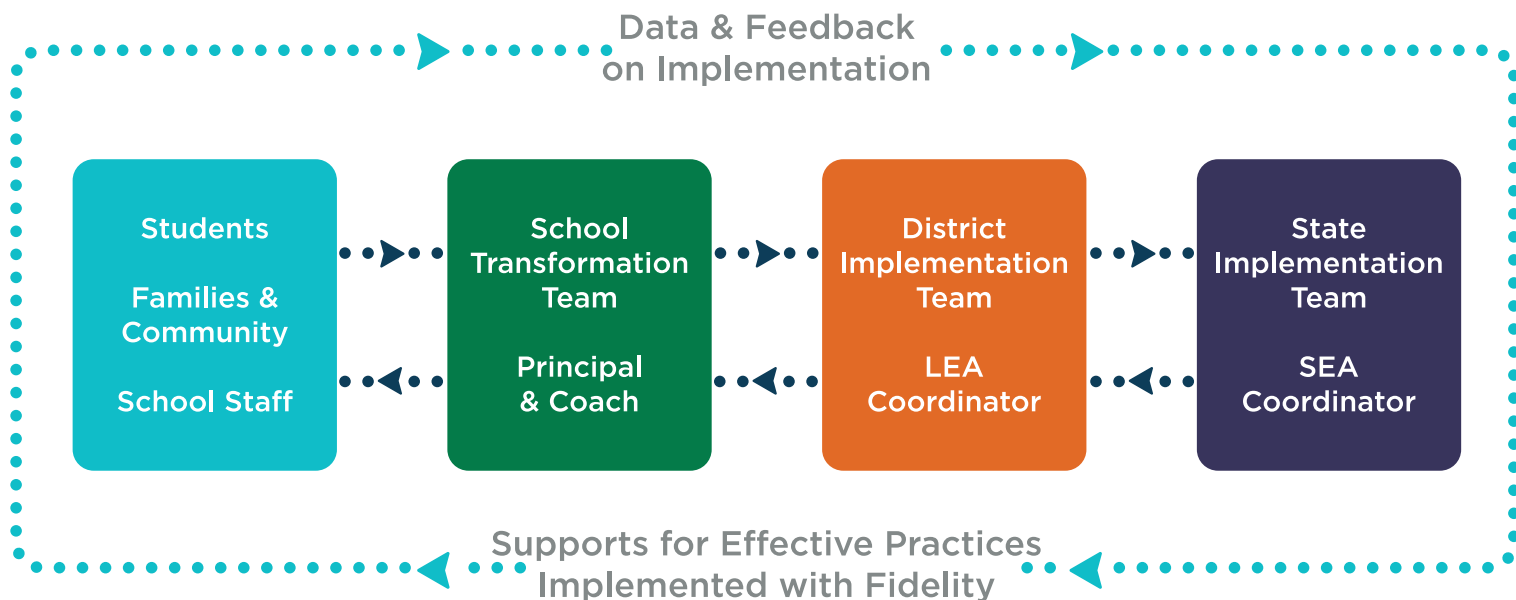 Data & Feedback
on Implementation
Students
Families &
Community
School Staff
School
Transformation
Team
Principal
& Coach
District
Implementation
Team
LEA
Coordinator
State
Implementation
Team
SEA
Coordinator
Supports for Effective Practices
Implemented with Fidelity